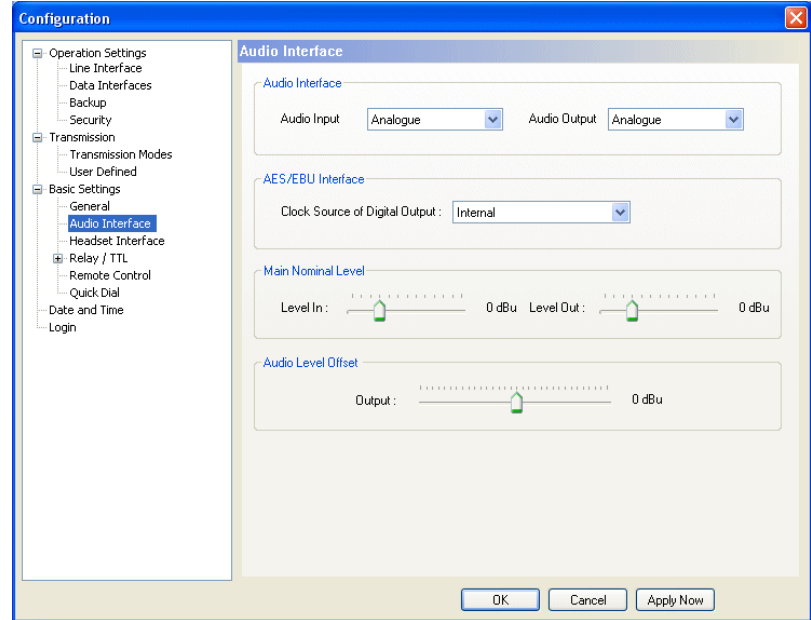 Configuration
Operation Settings
Line Interface
Data Interfaces
Backup
Security
Transmission
Transmission Modes
User Defined
Basic Settings
General
Audio Interface
Headset Interface
Relay / TTL
Remote Control
Quick Dial
Date and Time
Login
Audio Interface
Audio Interface
Audio Input Analogue Audio Output Analogue
AES/EBU Interface
Clock Source of Digital Output : Internal
Main Nominal Level
Level In : 0 dBu Level Out : 0 dBu
Audio Level Offset
Output : 0 dBu
OK Cancel Apply Now